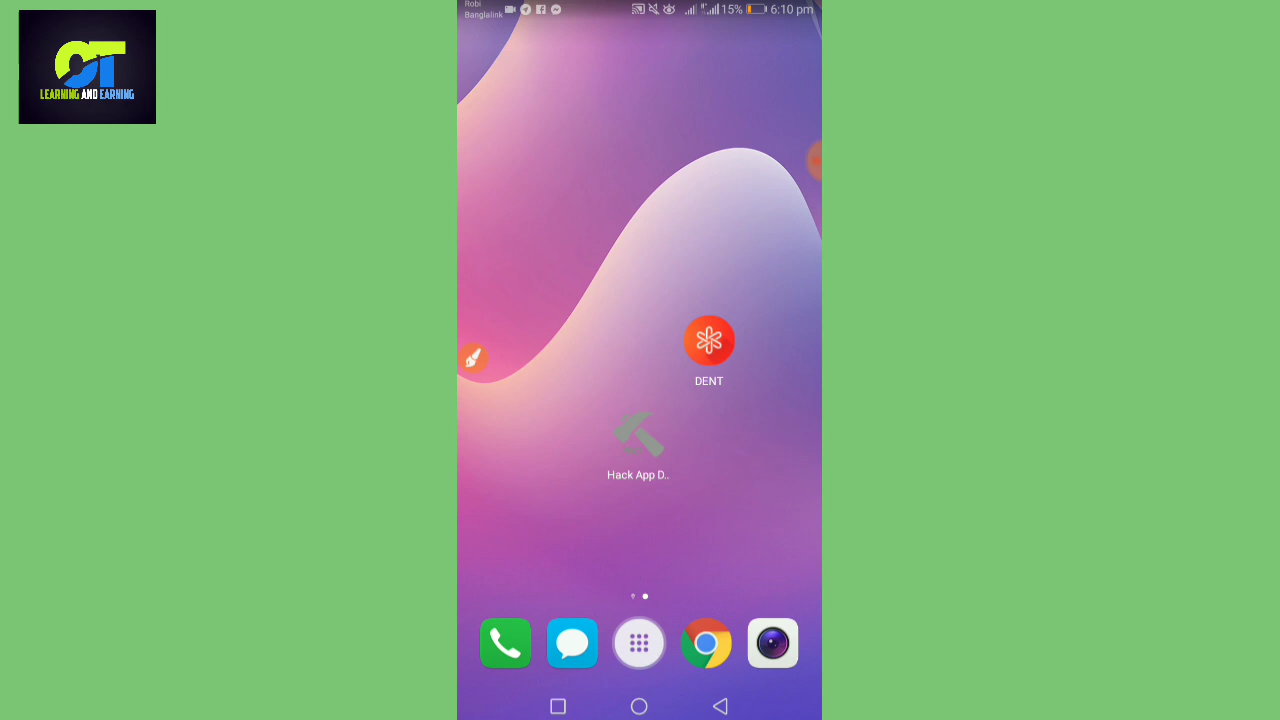 Robi
Banglalink
15%
6:10 pm
OT
LEARNING AND EARNING
DENT
Hack App D..